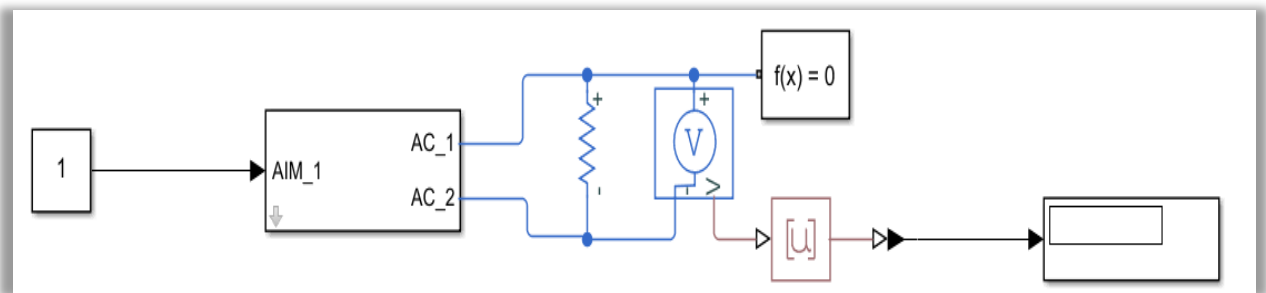 1
AIM_1
AC_1
AC_2
+
-
+
V
-
f(x) = 0
[u]